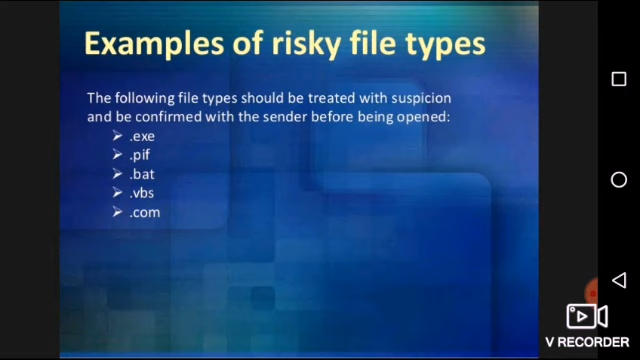 Examples of risky file types
The following file types should be treated with suspicion
and be confirmed with the sender before being opened:
➢ .exe
➢ .pif
➢ .bat
➢ .vbs
➢ .com
V RECORDER